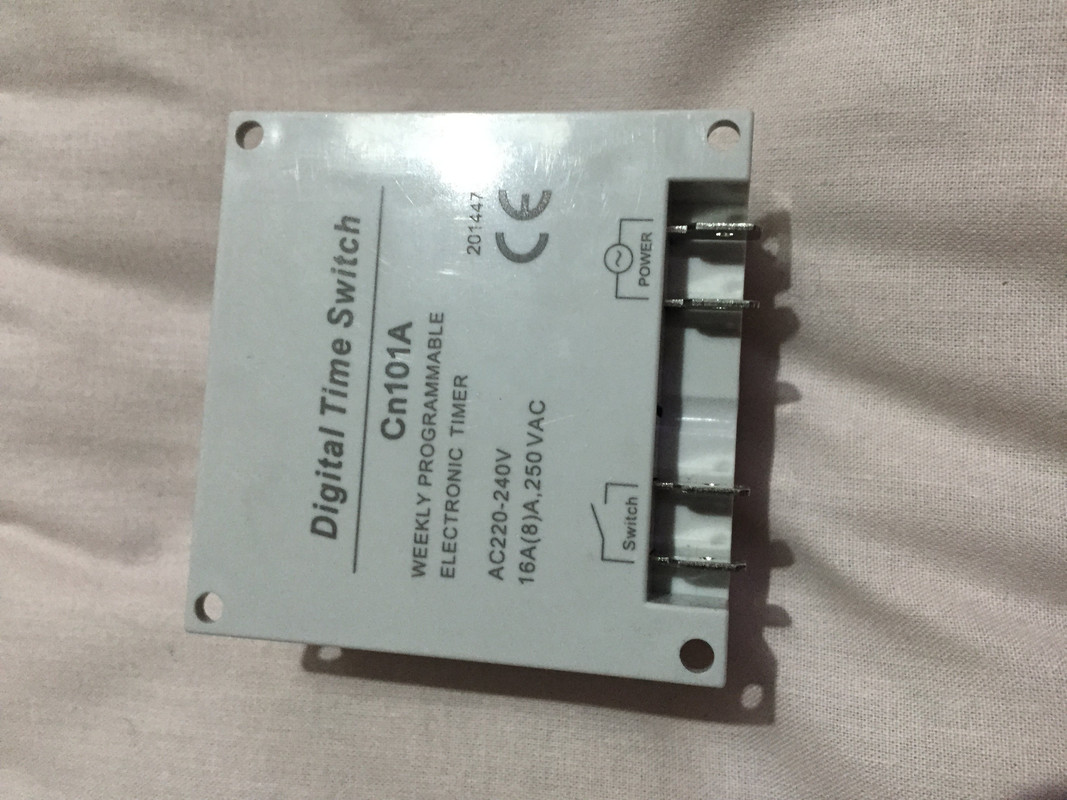 Digital Time Switch
Cn101A
WEEKLY PROGRAMMABLE
ELECTRONIC TIMER
201447
CE
AC220-240V
16A(8)A,250VAC
Switch
POWER